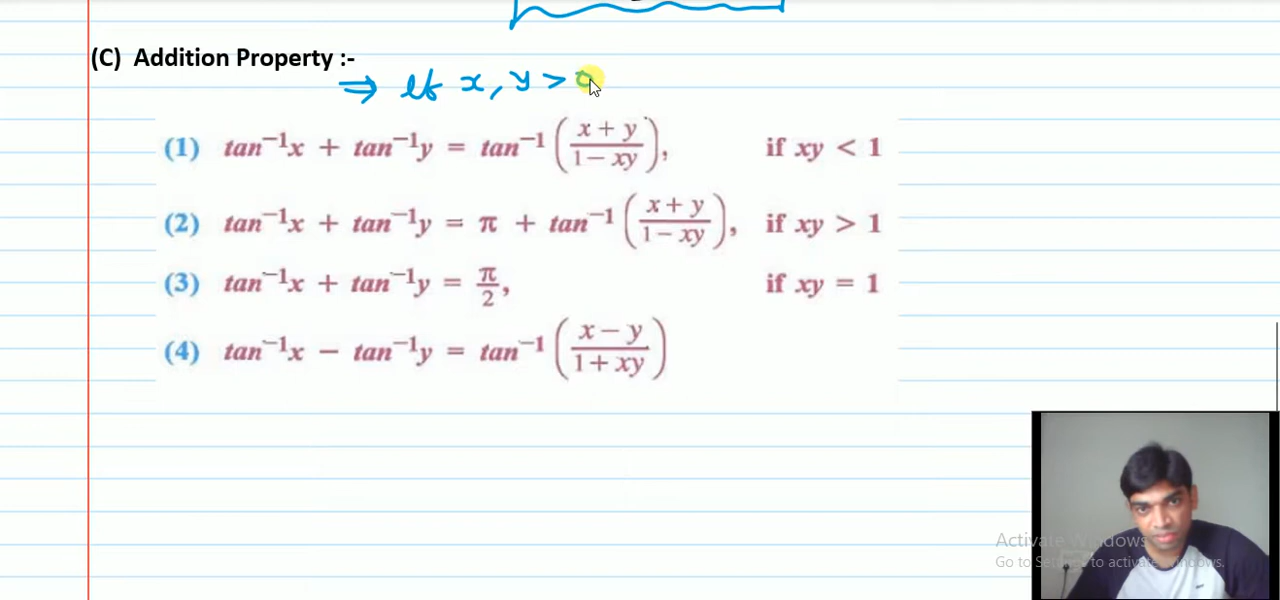 (C) Addition Property :-
⇒ let x, y > 0
(1) tan⁻¹x + tan⁻¹y = tan⁻¹ ( (x + y) / (1 − xy) ), if xy < 1
(2) tan⁻¹x + tan⁻¹y = π + tan⁻¹ ( (x + y) / (1 − xy) ), if xy > 1
(3) tan⁻¹x + tan⁻¹y = π/2, if xy = 1
(4) tan⁻¹x − tan⁻¹y = tan⁻¹ ( (x − y) / (1 + xy) )
Activate Windows
Go to Settings to activate Windows.